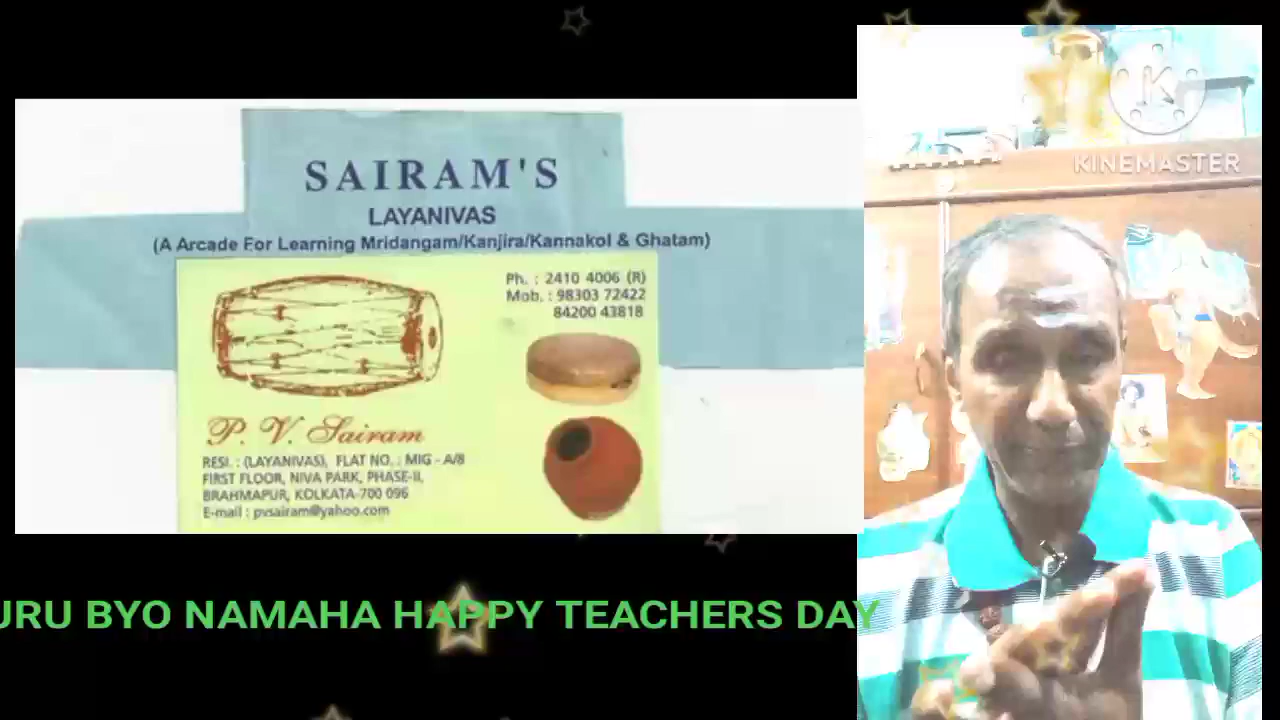 SAIRAM'S
LAYANIVAS
(A Arcade For Learning Mridangam/Kanjira/Kannakol & Ghatam)
Ph. : 2410 4006 (R)
Mob. : 98303 72422
84200 43818
P. V. Sairam
RESI. : (LAYANIVAS), FLAT NO. : MIG - A/8
FIRST FLOOR, NIVA PARK, PHASE-II,
BRAHMAPUR, KOLKATA-700 096
E-mail : pvsairam@yahoo.com
URU BYO NAMAHA HAPPY TEACHERS DAY
K
KINEMASTER